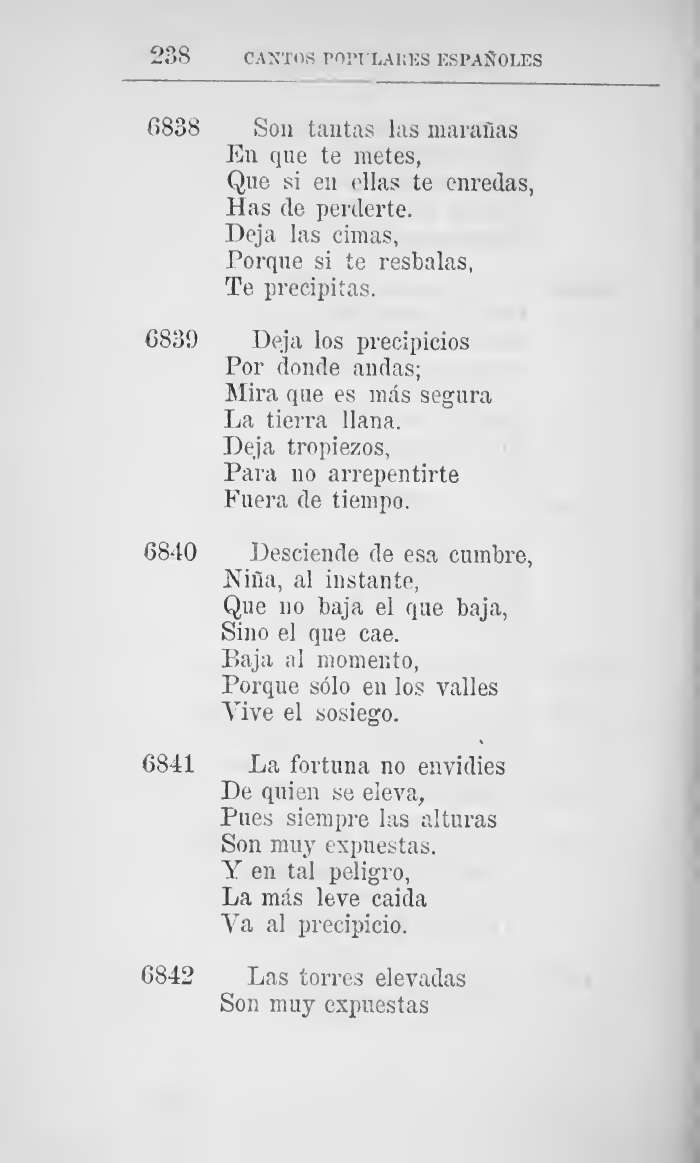 238 CANTOS POPULARES ESPAÑOLES
6838 Son tantas las marañas
En que te metes,
Que si en ellas te enredas,
Has de perderte.
Deja las cimas,
Porque si te resbalas,
Te precipitas.
6839 Deja los precipicios
Por donde andas;
Mira que es más segura
La tierra llana.
Deja tropiezos,
Para no arrepentirte
Fuera de tiempo.
6840 Desciende de esa cumbre,
Niña, al instante,
Que no baja el que baja,
Sino el que cae.
Baja al momento,
Porque sólo en los valles
Vive el sosiego.
6841 La fortuna no envidies
De quien se eleva,
Pues siempre las alturas
Son muy expuestas.
Y en tal peligro,
La más leve caida
Va al precipicio.
6842 Las torres elevadas
Son muy expuestas